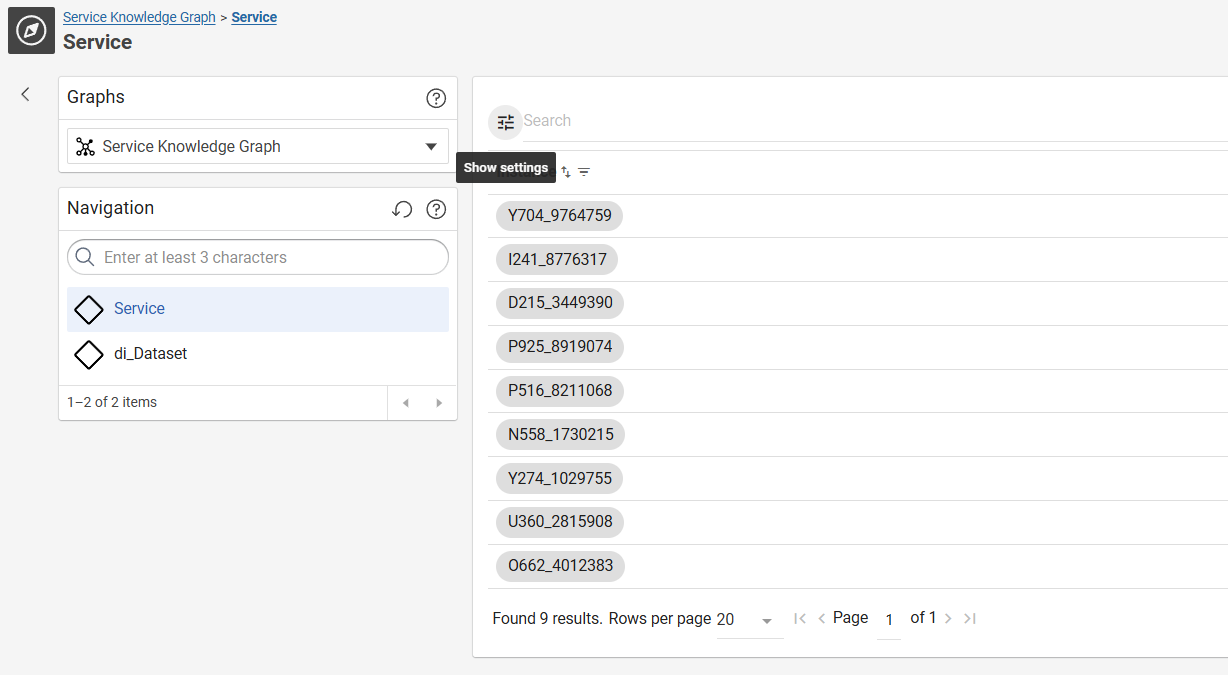 Service Knowledge Graph > Service
Service
Graphs
Service Knowledge Graph
Navigation
Enter at least 3 characters
Service
di_Dataset
1–2 of 2 items
Search
Show settings
Y704_9764759
I241_8776317
D215_3449390
P925_8919074
P516_8211068
N558_1730215
Y274_1029755
U360_2815908
O662_4012383
Found 9 results. Rows per page 20 Page 1 of 1